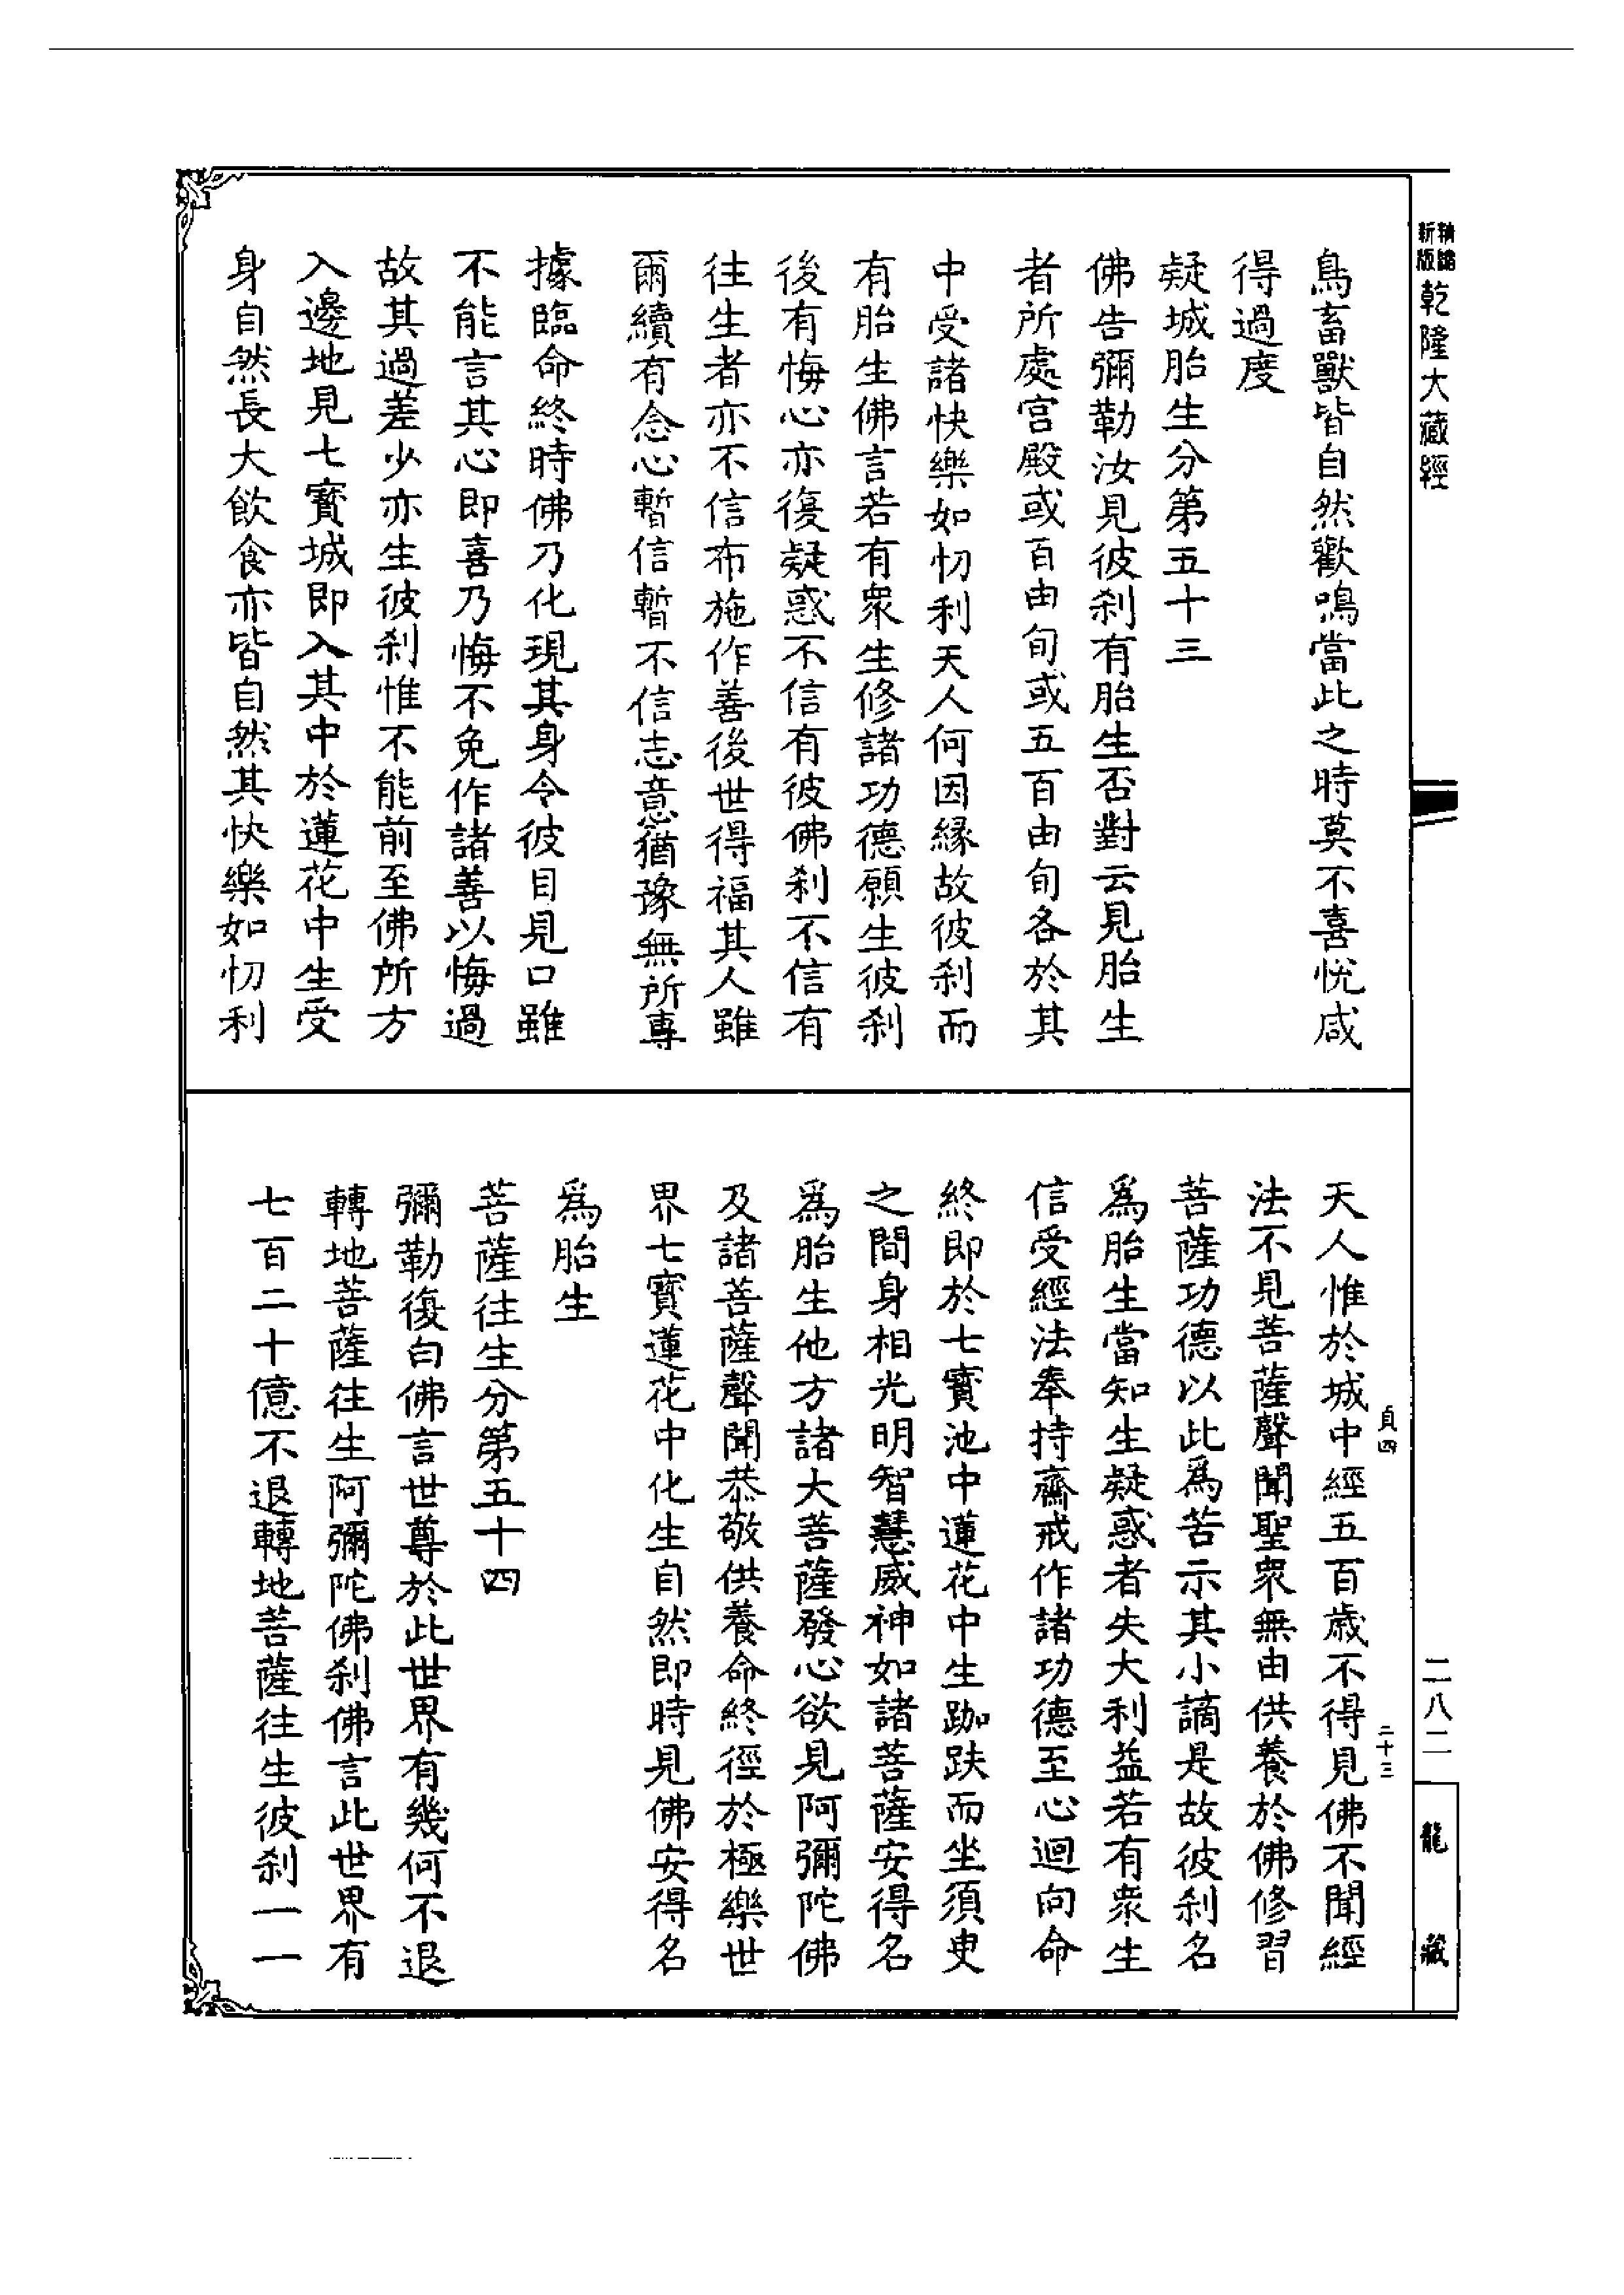 新版精縮乾隆大藏經
鳥畜獸皆自然歡鳴當此之時莫不喜悅咸
得過度
疑城胎生分第五十三
佛告彌勒汝見彼刹有胎生否對云見胎生
者所處宮殿或百由旬或五百由旬各於其
中受諸快樂如忉利天人何因緣故彼刹而
有胎生佛言若有衆生修諸功德願生彼刹
後有悔心亦復疑惑不信有彼佛刹不信有
往生者亦不信布施作善後世得福其人雖
爾續有念心暫信暫不信志意猶豫無所專
據臨命終時佛乃化現其身令彼目見口雖
不能言其心即喜乃悔不免作諸善以悔過
故其過差少亦生彼刹惟不能前至佛所方
入邊地見七寳城即入其中於蓮花中生受
身自然長大飲食亦皆自然其快樂如忉利
貞四
二十三
天人惟於城中經五百歲不得見佛不聞經
法不見菩薩聲聞聖衆無由供養於佛修習
菩薩功德以此爲苦示其小謫是故彼刹名
爲胎生當知生疑惑者失大利益若有衆生
信受經法奉持齋戒作諸功德至心迴向命
終即於七寳池中蓮花中生跏趺而坐須臾
之間身相光明智慧威神如諸菩薩安得名
爲胎生他方諸大菩薩發心欲見阿彌陀佛
及諸菩薩聲聞恭敬供養命終徑於極樂世
界七寳蓮花中化生自然即時見佛安得名
爲胎生
菩薩往生分第五十四
彌勒復白佛言世尊於此世界有幾何不退
轉地菩薩往生阿彌陀佛刹佛言此世界有
七百二十億不退轉地菩薩往生彼刹一一
二八二
龍藏